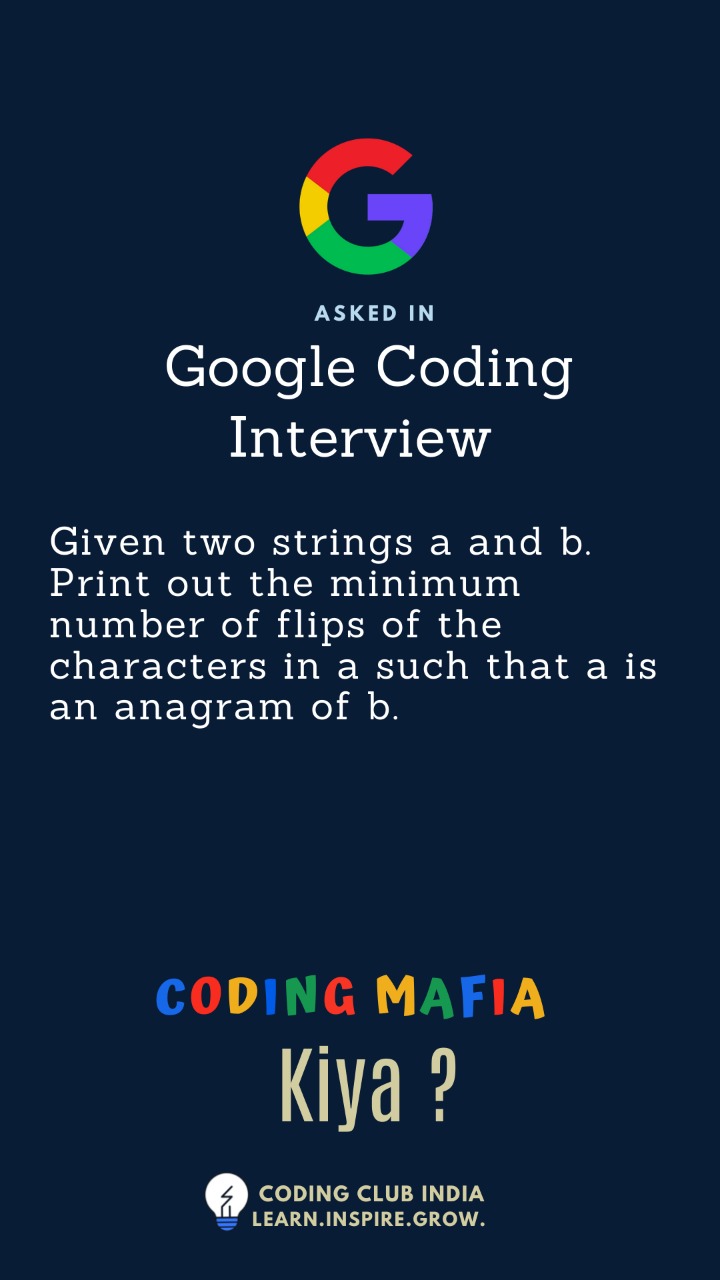 ASKED IN
Google Coding
Interview
Given two strings a and b.
Print out the minimum
number of flips of the
characters in a such that a is
an anagram of b.
CODING MAFIA
Kiya ?
CODING CLUB INDIA
LEARN.INSPIRE.GROW.